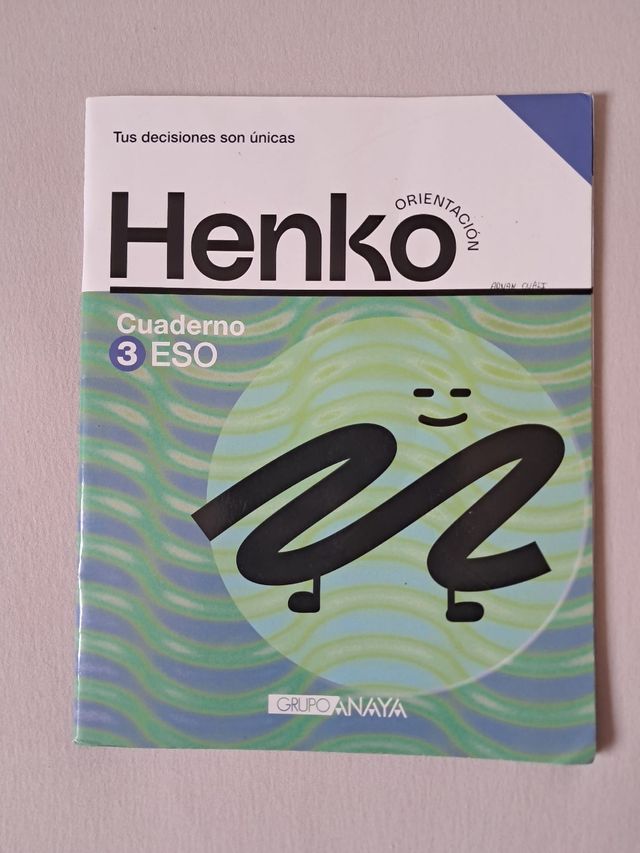 Tus decisiones son únicas
Henko
ORIENTACIÓN
Cuaderno
3 ESO
GRUPO ANAYA